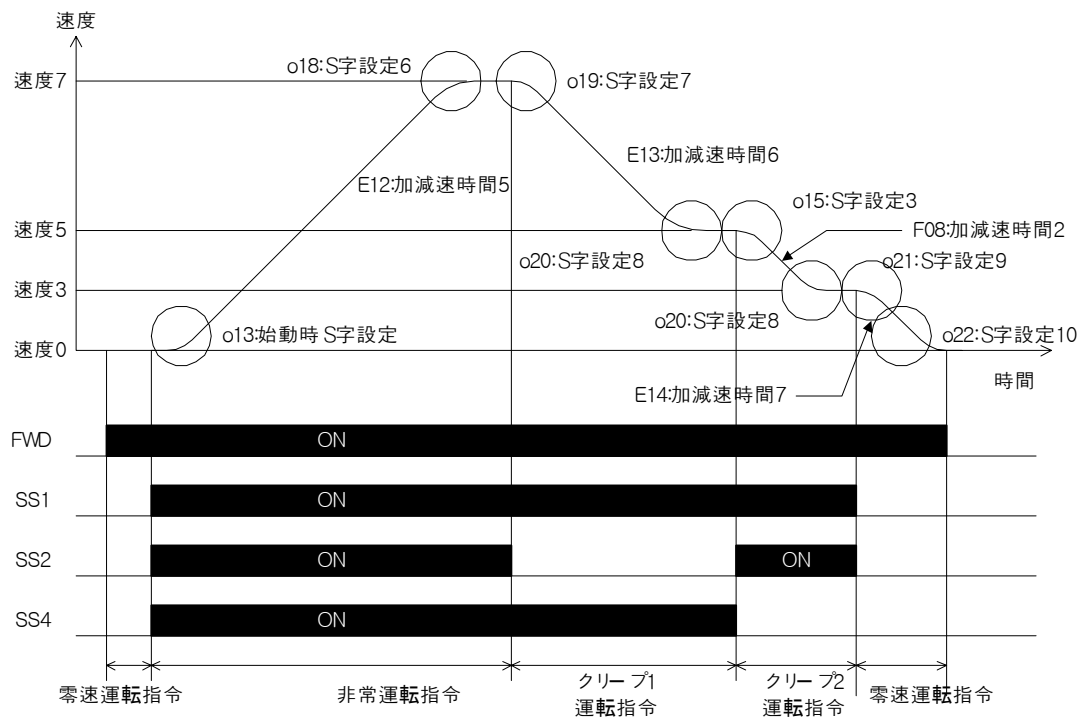 速度
速度7
o18:S字設定6
o19:S字設定7
E13:加減速時間6
E12:加減速時間5
o15:S字設定3
速度5
F08:加減速時間2
o20:S字設定8
o21:S字設定9
速度3
o20:S字設定8
o13:始動時S字設定
o22:S字設定10
速度0
時間
E14:加減速時間7
FWD
ON
SS1
ON
SS2
ON
ON
SS4
ON
零速運転指令
非常運転指令
クリープ1
運転指令
クリープ2
運転指令
零速運転指令